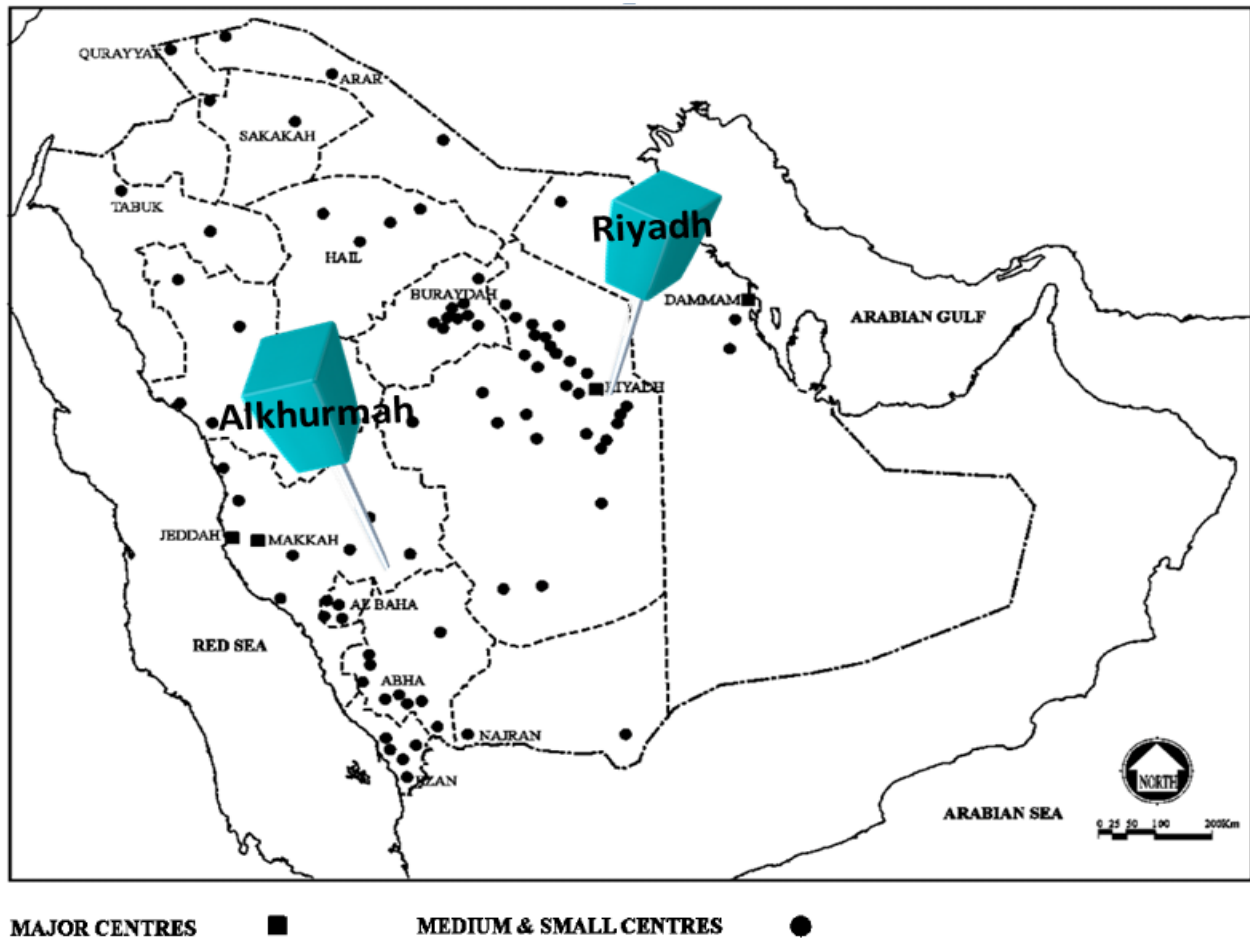 QURAYYAT
ARAR
SAKAKAH
TABUK
HAIL
Riyadh
BURAYDAH
DAMMAM
ARABIAN GULF
RIYADH
Alkhurmah
JEDDAH
MAKKAH
AL BAHA
RED SEA
ABHA
NAJRAN
NORTH
ARABIAN SEA
0 25 50 100 200Km
MAJOR CENTRES
MEDIUM & SMALL CENTRES